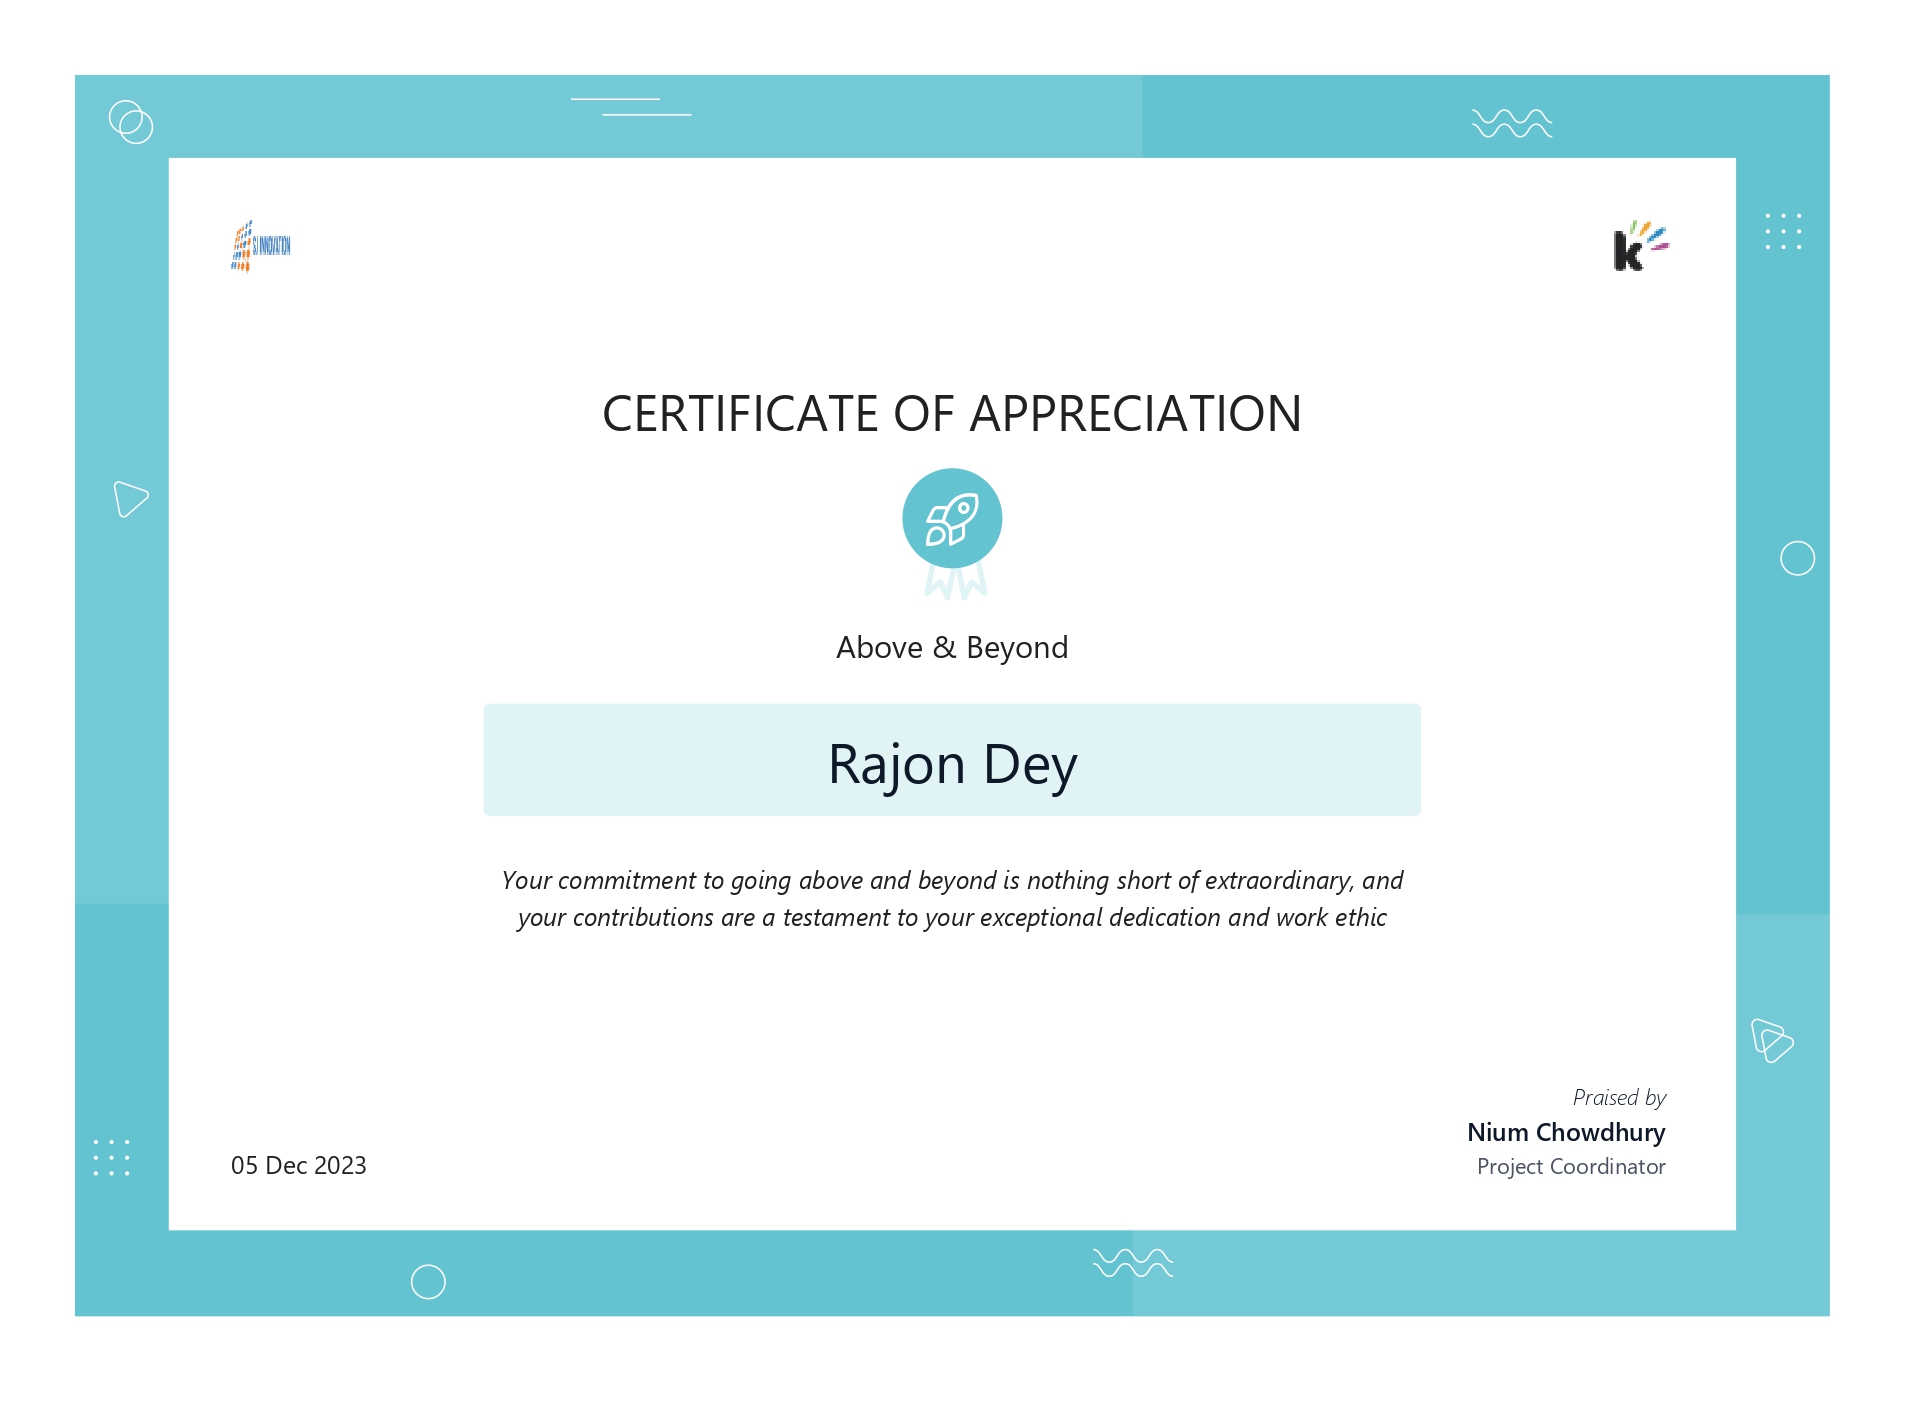 SJ INNOVATION
k
CERTIFICATE OF APPRECIATION
Above & Beyond
Rajon Dey
Your commitment to going above and beyond is nothing short of extraordinary, and
your contributions are a testament to your exceptional dedication and work ethic
Praised by
Nium Chowdhury
Project Coordinator
05 Dec 2023